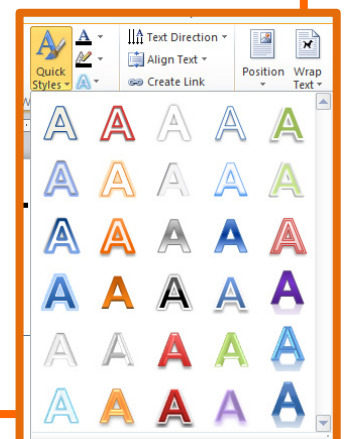 Text Direction
Align Text
Create Link
Quick
Styles
Position
Wrap
Text
A A A A A
A A A A A
A A A A A
A A A A A
A A A A A
A A A A A